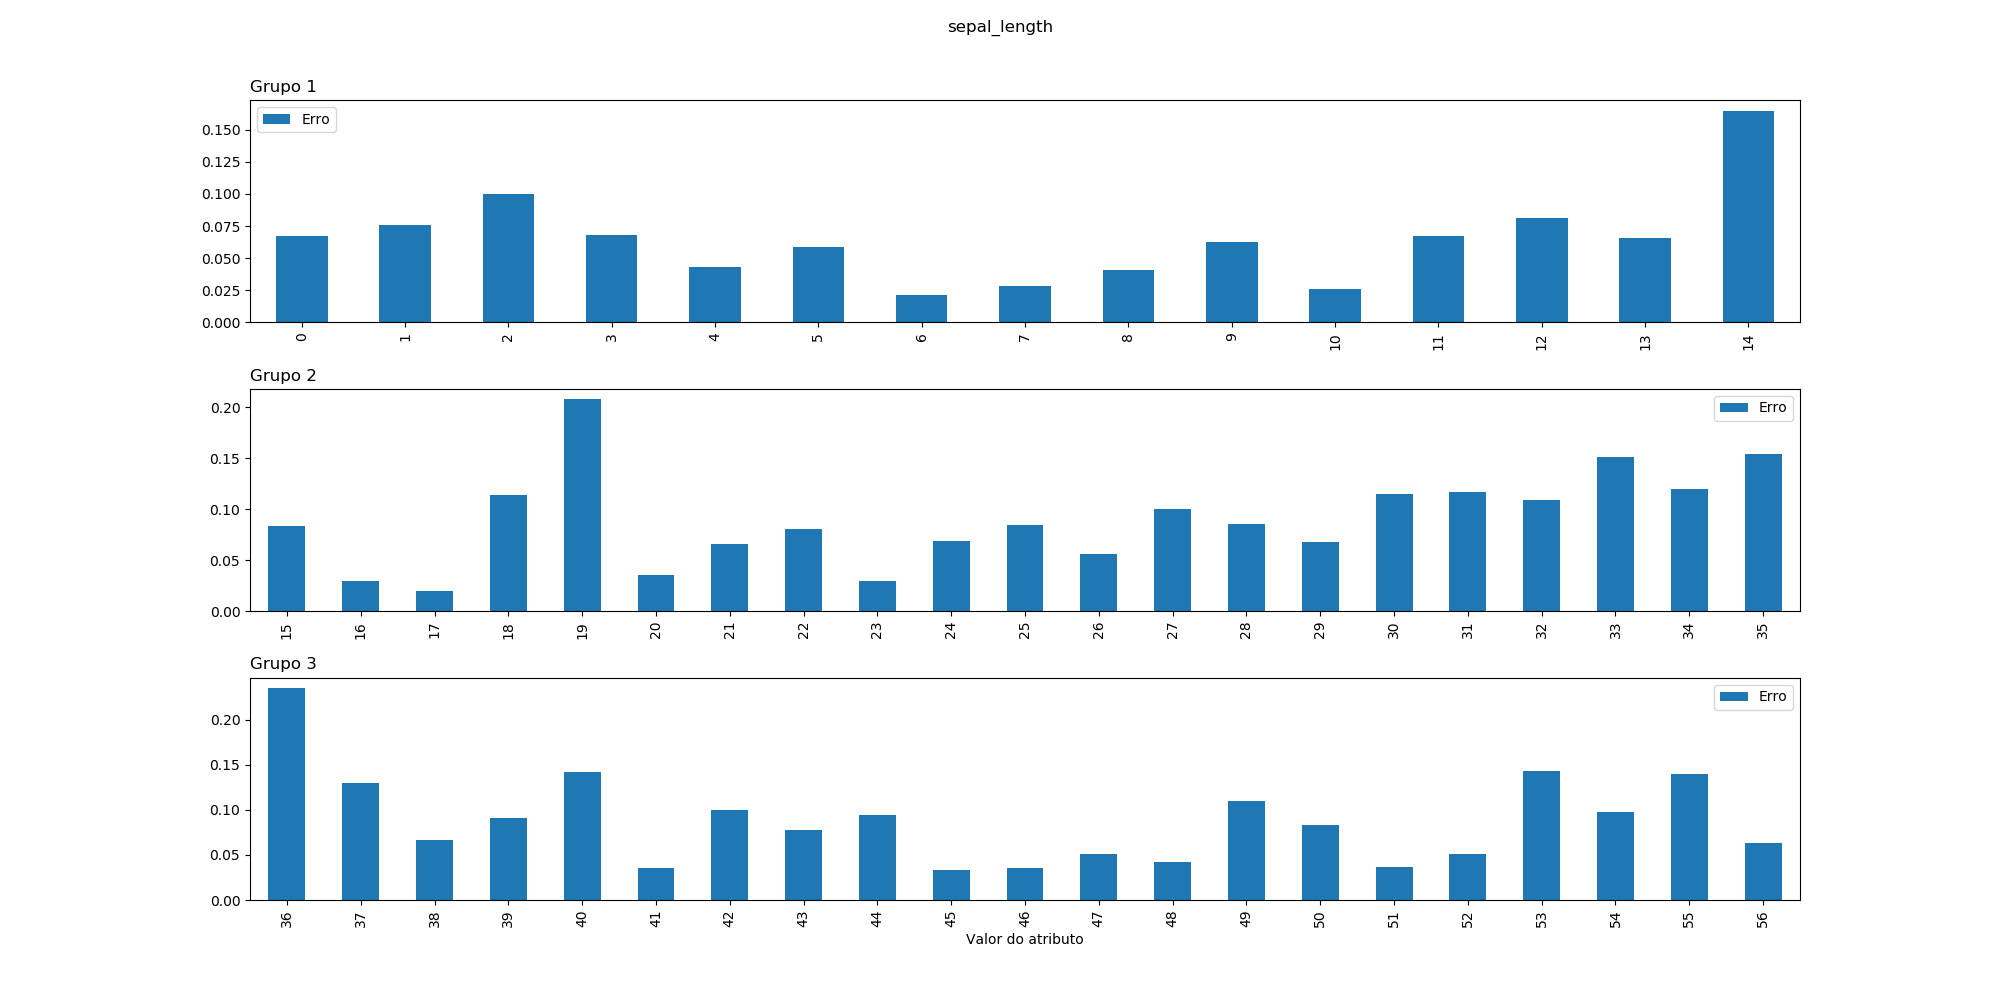 sepal_length
Grupo 1
Erro
0.150
0.125
0.100
0.075
0.050
0.025
0.000
0 1 2 3 4 5 6 7 8 9 10 11 12 13 14
Grupo 2
Erro
0.20
0.15
0.10
0.05
0.00
15 16 17 18 19 20 21 22 23 24 25 26 27 28 29 30 31 32 33 34 35
Grupo 3
Erro
0.20
0.15
0.10
0.05
0.00
36 37 38 39 40 41 42 43 44 45 46 47 48 49 50 51 52 53 54 55 56
Valor do atributo